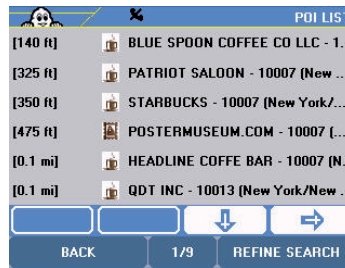 POI LIST
[140 ft] BLUE SPOON COFFEE CO LLC - 1...
[325 ft] PATRIOT SALOON - 10007 (New ...
[350 ft] STARBUCKS - 10007 (New York/...
[475 ft] POSTERMUSEUM.COM - 10007 (...
[0.1 mi] HEADLINE COFFE BAR - 10007 (N...
[0.1 mi] QDT INC - 10013 (New York/New ...
BACK 1/9 REFINE SEARCH